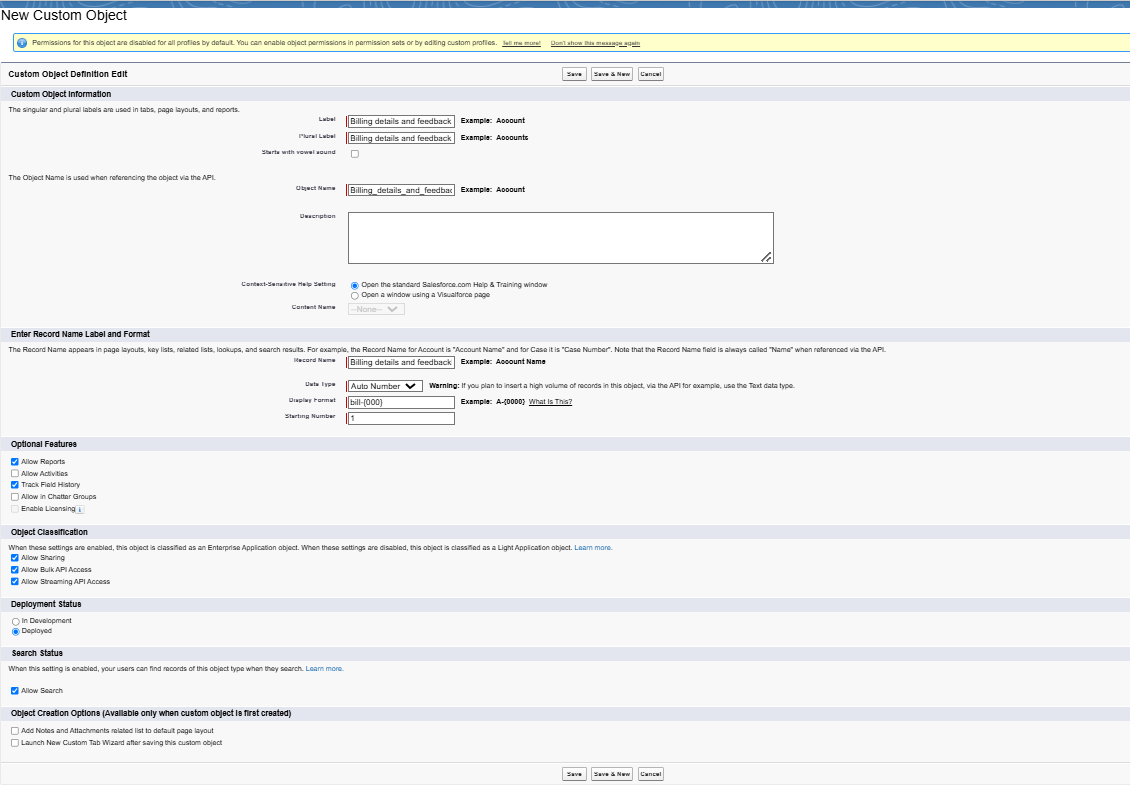 New Custom Object
Permissions for this object are disabled for all profiles by default. You can enable object permissions in permission sets or by editing custom profiles. Tell me more! Don't show this message again
Custom Object Definition Edit Save Save & New Cancel
Custom Object Information
The singular and plural labels are used in tabs, page layouts, and reports.
Label Billing details and feedback Example: Account
Plural Label Billing details and feedback Example: Accounts
Starts with vowel sound
The Object Name is used when referencing the object via the API.
Object Name Billing_details_and_feedbac Example: Account
Description
Context-Sensitive Help Setting Open the standard Salesforce.com Help & Training window
Open a window using a Visualforce page
Content Name --None--
Enter Record Name Label and Format
The Record Name appears in page layouts, key lists, related lists, lookups, and search results. For example, the Record Name for Account is "Account Name" and for Case it is "Case Number". Note that the Record Name field is always called "Name" when referenced via the API.
Record Name Billing details and feedback Example: Account Name
Data Type Auto Number Warning: If you plan to insert a high volume of records in this object, via the API for example, use the Text data type.
Display Format bill-{000} Example: A-{0000} What Is This?
Starting Number 1
Optional Features
Allow Reports
Allow Activities
Track Field History
Allow in Chatter Groups
Enable Licensing i
Object Classification
When these settings are enabled, this object is classified as an Enterprise Application object. When these settings are disabled, this object is classified as a Light Application object. Learn more.
Allow Sharing
Allow Bulk API Access
Allow Streaming API Access
Deployment Status
In Development
Deployed
Search Status
When this setting is enabled, your users can find records of this object type when they search. Learn more.
Allow Search
Object Creation Options (Available only when custom object is first created)
Add Notes and Attachments related list to default page layout
Launch New Custom Tab Wizard after saving this custom object
Save Save & New Cancel